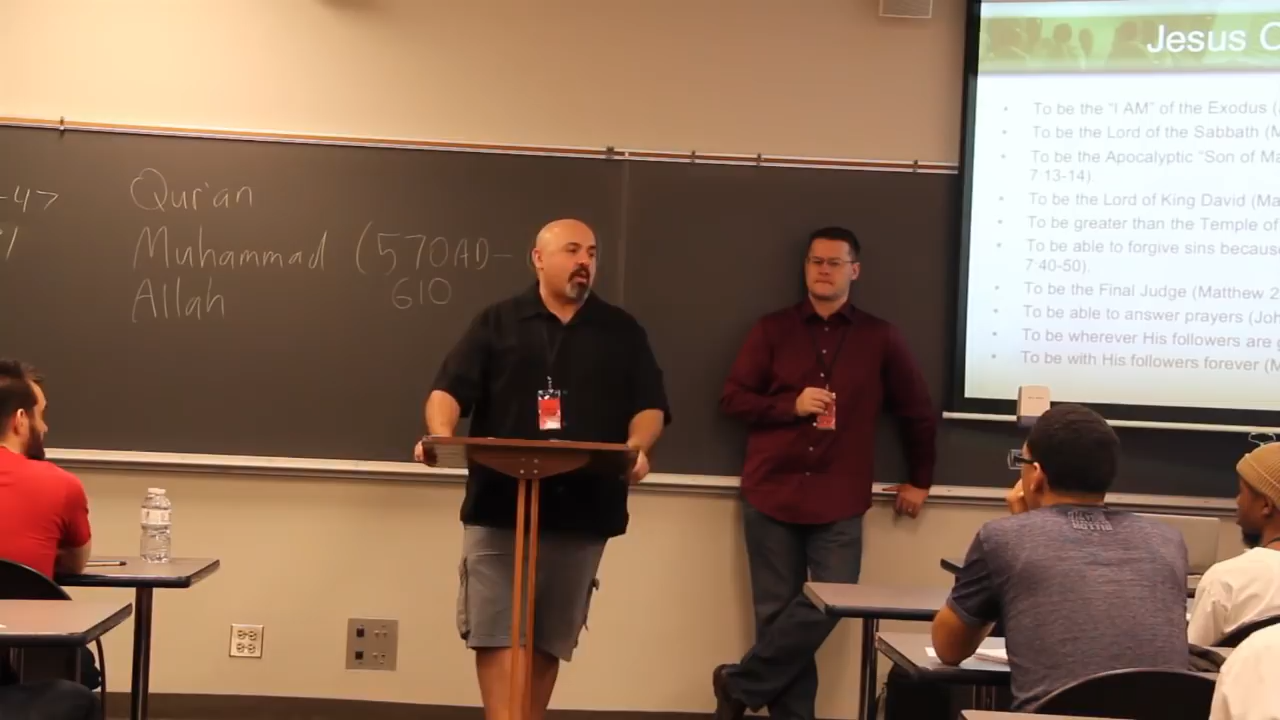 -47
Qur'an
Muhammad (570AD-
Allah 610
Jesus C
• To be the "I AM" of the Exodus (
• To be the Lord of the Sabbath (M
• To be the Apocalyptic "Son of Ma
7:13-14)
• To be the Lord of King David (Ma
• To be greater than the Temple of
• To be able to forgive sins because
7:40-50).
• To be the Final Judge (Matthew 2
• To be able to answer prayers (Joh
• To be wherever His followers are g
• To be with His followers forever (M